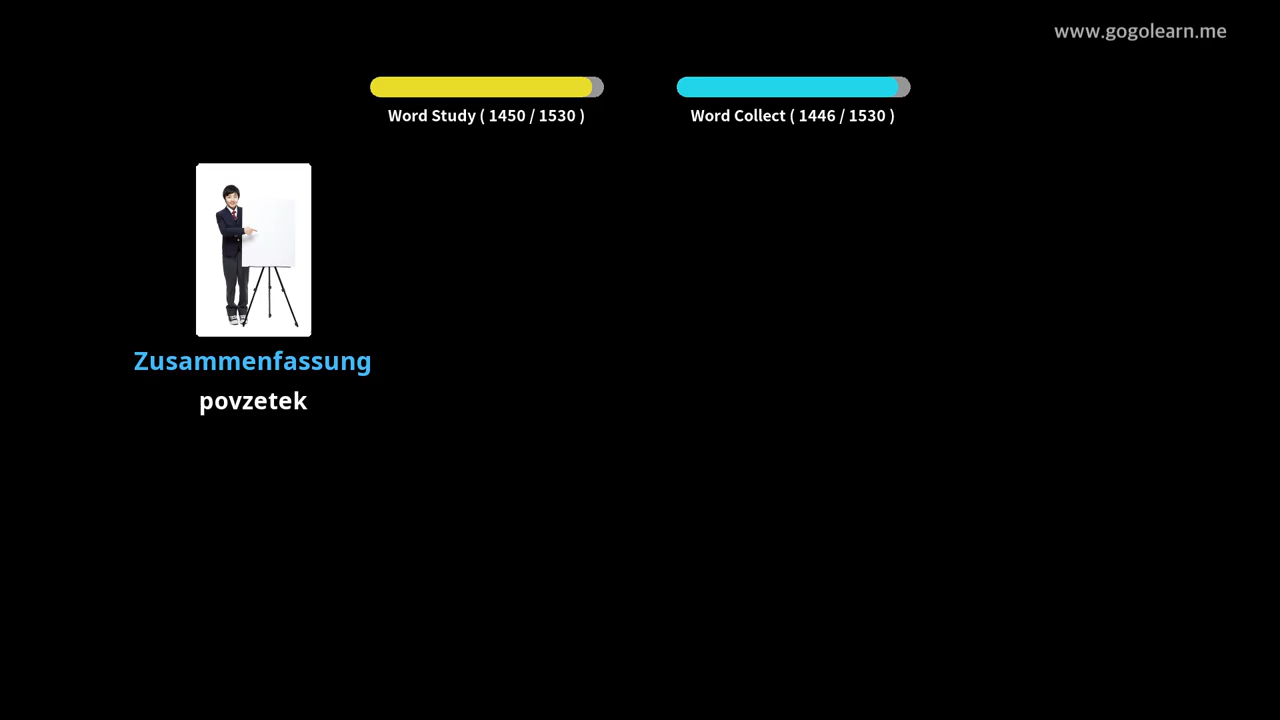 www.gogolearn.me
Word Study ( 1450 / 1530 )
Word Collect ( 1446 / 1530 )
Zusammenfassung
povzetek